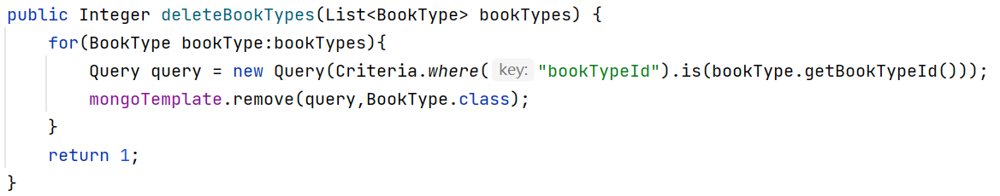 public Integer deleteBookTypes(List<BookType> bookTypes) {
    for(BookType bookType:bookTypes){
        Query query = new Query(Criteria.where( key: "bookTypeId").is(bookType.getBookTypeId()));
        mongoTemplate.remove(query,BookType.class);
    }
    return 1;
}